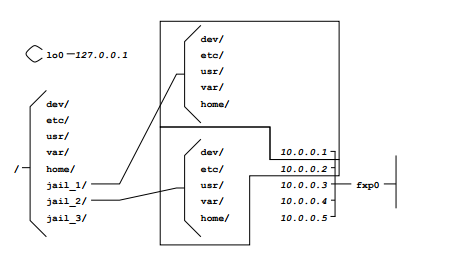 dev/
etc/
usr/
var/
home/
lo0 127.0.0.1
/
dev/
etc/
usr/
var/
home/
jail_1/
jail_2/
jail_3/
dev/
etc/
usr/
var/
home/
10.0.0.1
10.0.0.2
10.0.0.3
10.0.0.4
10.0.0.5
fxp0